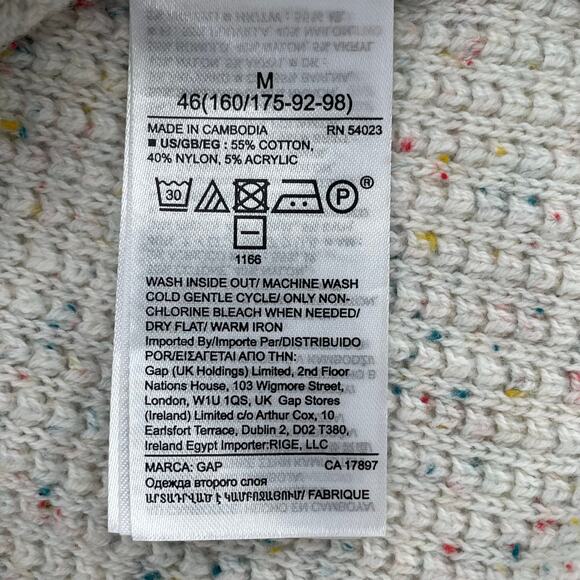 M
46(160/175-92-98)
MADE IN CAMBODIA RN 54023
■ US/GB/EG : 55% COTTON,
40% NYLON, 5% ACRYLIC
30 P ®
1166
WASH INSIDE OUT/ MACHINE WASH
COLD GENTLE CYCLE/ ONLY NON-
CHLORINE BLEACH WHEN NEEDED/
DRY FLAT/ WARM IRON
Imported By/Importe Par/DISTRIBUIDO
POR/ΕΙΣΑΓΕΤΑΙ ΑΠΟ ΤΗΝ:
Gap (UK Holdings) Limited, 2nd Floor
Nations House, 103 Wigmore Street,
London, W1U 1QS, UK Gap Stores
(Ireland) Limited c/o Arthur Cox, 10
Earlsfort Terrace, Dublin 2, D02 T380,
Ireland Egypt Importer:RIGE, LLC
MARCA: GAP CA 17897
Одежда второго слоя
ԱՐՏԱԴՐՎԱԾ Է ԿԱՄԲՈՋԱՅՈՒՄ/ FABRIQUE